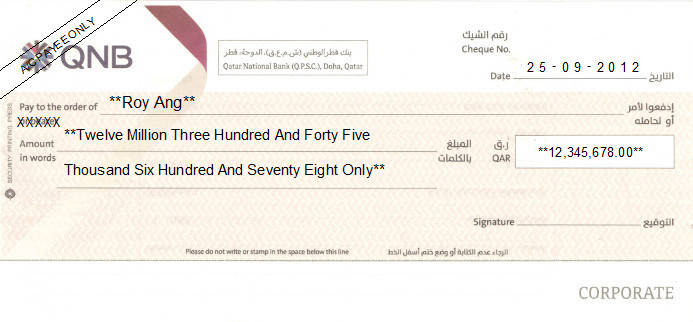 A/C PAYEE ONLY
QNB
بنك قطر الوطني (ش.م.ع.ق)، الدوحة، قطر
Qatar National Bank (Q.P.S.C.), Doha, Qatar
رقم الشيك
Cheque No.
Date 25-09-2012 التاريخ
Pay to the order of **Roy Ang** إدفعوا لأمر
XXXXXX أو لحامله
Amount in words **Twelve Million Three Hundred And Forty Five المبلغ بالكلمات ر.ق QAR **12,345,678.00**
Thousand Six Hundred And Seventy Eight Only**
Signature التوقيع
Please do not write or stamp in the space below this line الرجاء عدم الكتابة أو وضع ختم أسفل الخط
SECURITY PRINTING PRESS
CORPORATE